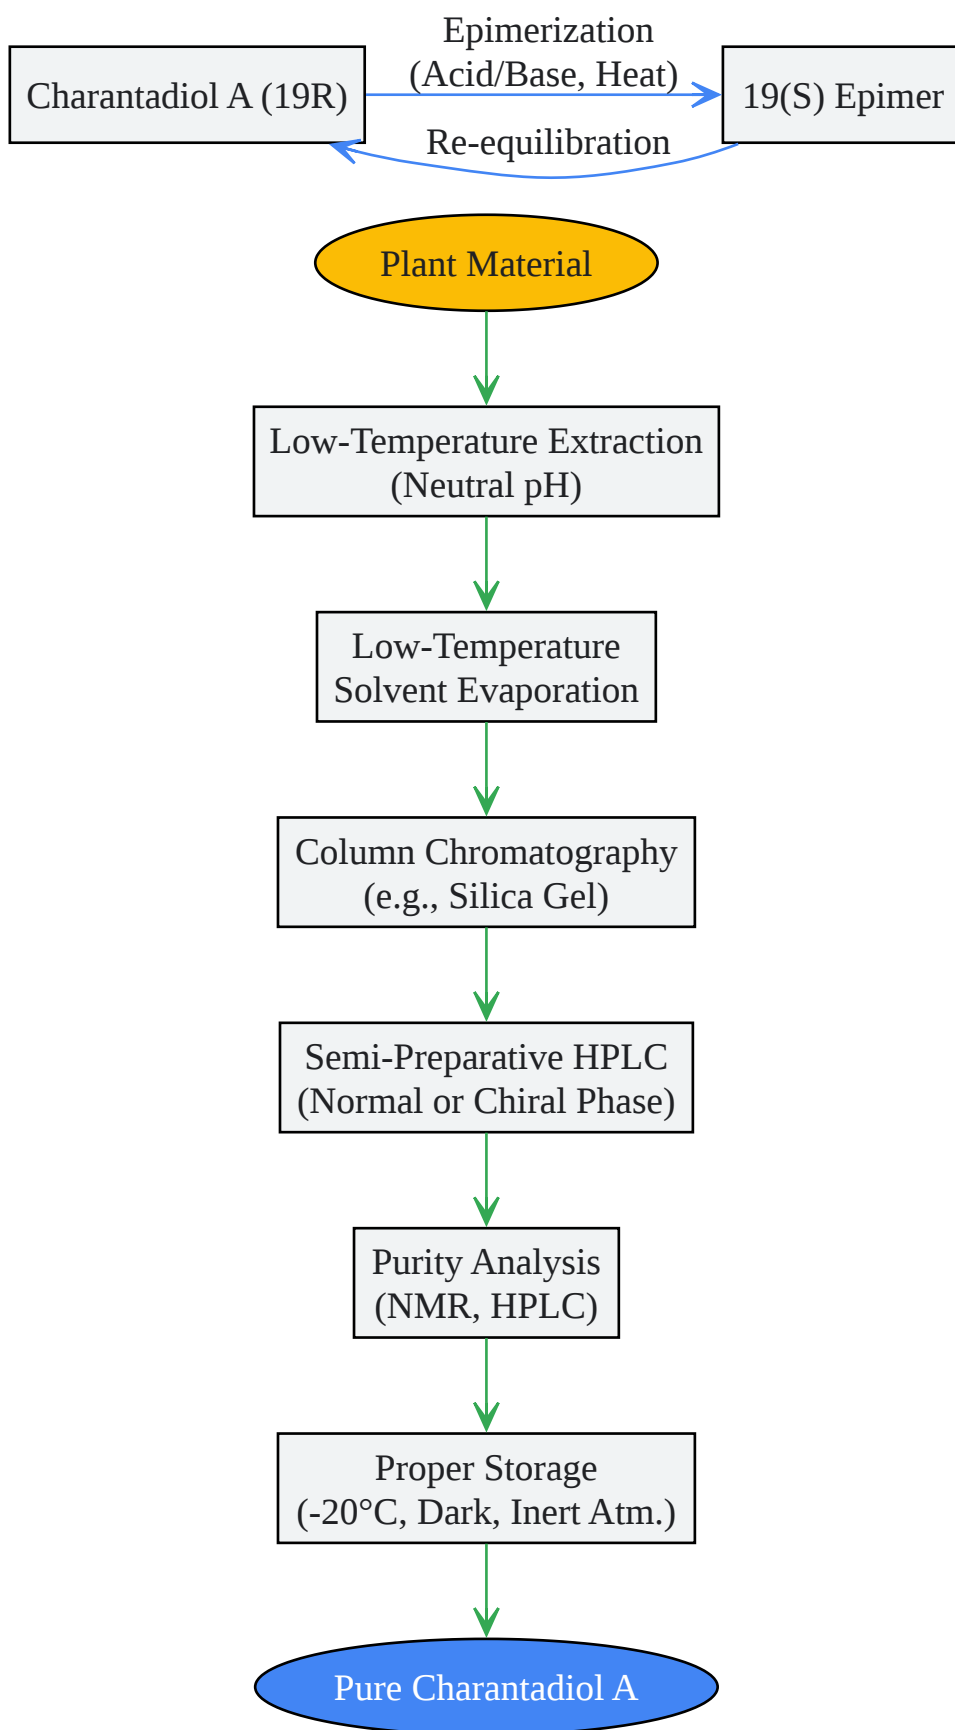 Epimerization
(Acid/Base, Heat)
Charantadiol A (19R)
19(S) Epimer
Re-equilibration
Plant Material
Low-Temperature Extraction
(Neutral pH)
Low-Temperature
Solvent Evaporation
Column Chromatography
(e.g., Silica Gel)
Semi-Preparative HPLC
(Normal or Chiral Phase)
Purity Analysis
(NMR, HPLC)
Proper Storage
(-20°C, Dark, Inert Atm.)
Pure Charantadiol A